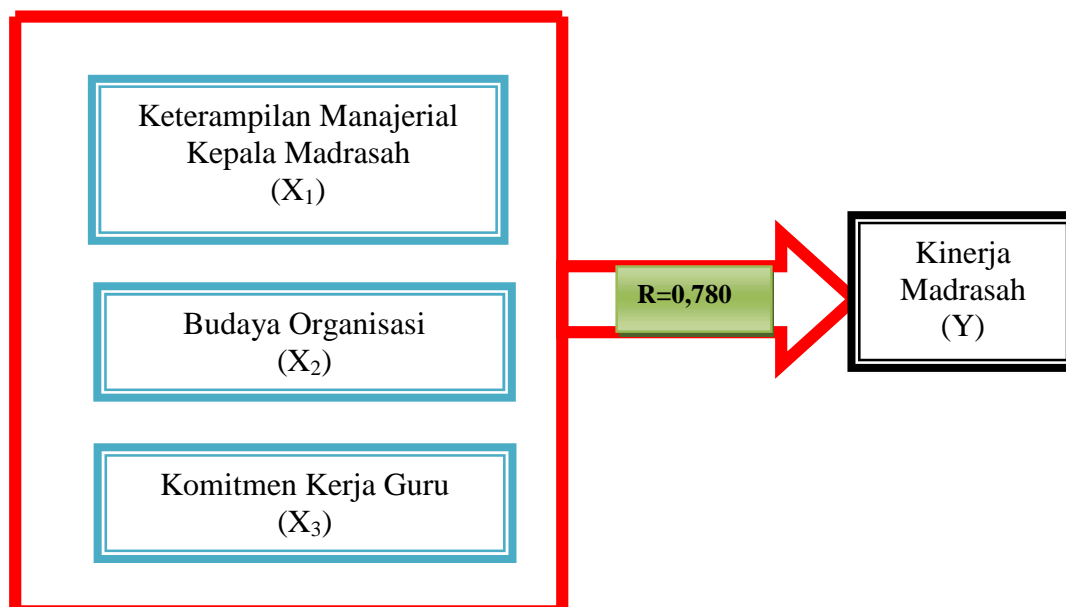 Keterampilan Manajerial
Kepala Madrasah
(X₁)
Budaya Organisasi
(X₂)
Komitmen Kerja Guru
(X₃)
R=0,780
Kinerja
Madrasah
(Y)